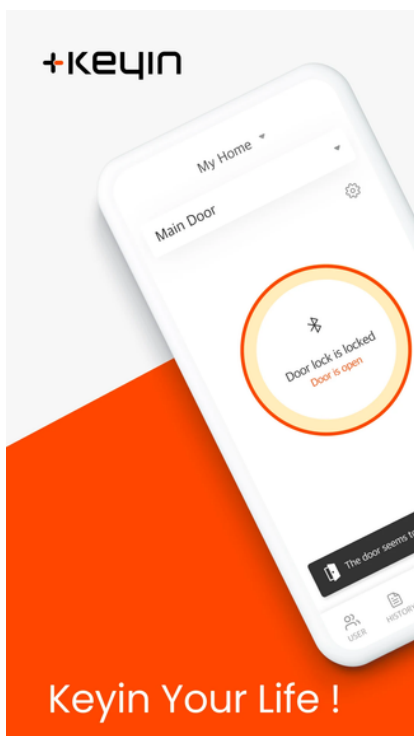 +Keyin
My Home
Main Door
Door lock is locked
Door is open
The door seems
USER
HISTORY
Keyin Your Life !